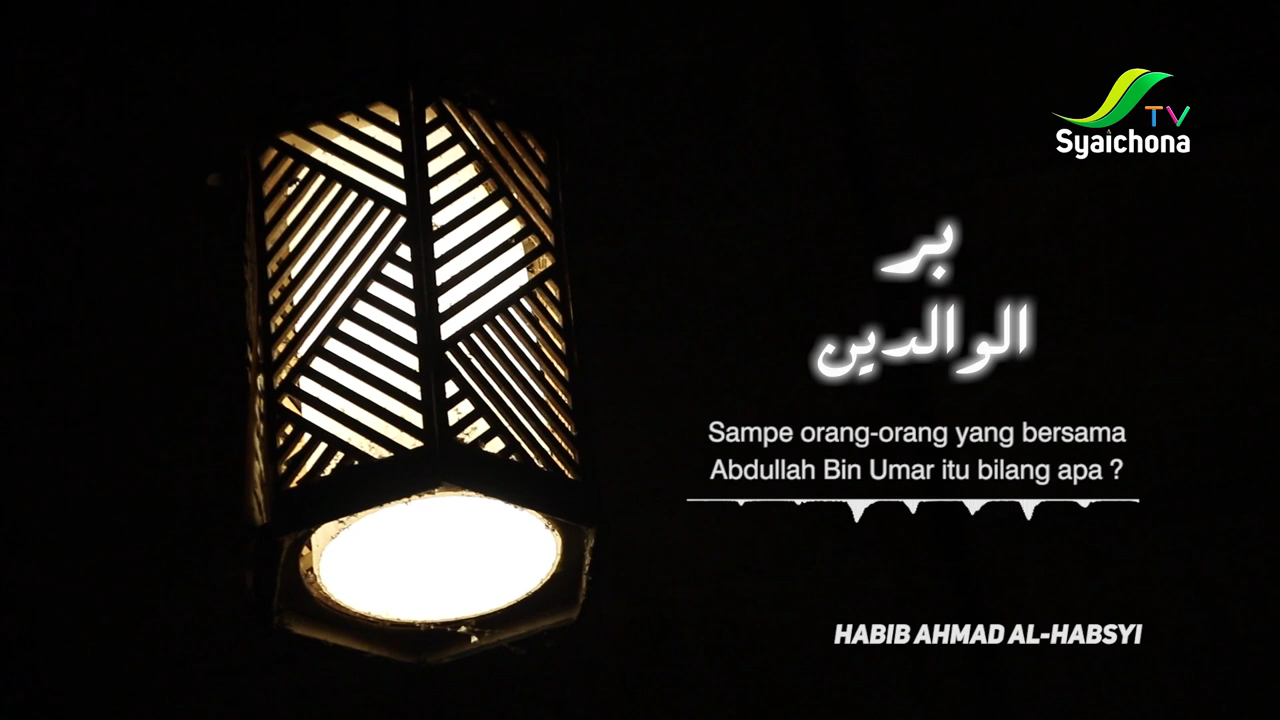 TV
Syaichona
بر
الوالدين
Sampe orang-orang yang bersama
Abdullah Bin Umar itu bilang apa ?
HABIB AHMAD AL-HABSYI